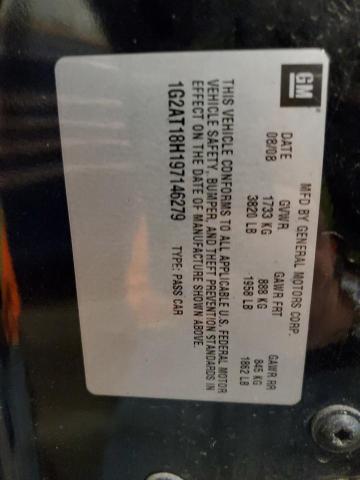 GM
MFD BY GENERAL MOTORS CORP.
DATE GVWR GAWR FRT GAWR RR
08/08 1733 KG 888 KG 845 KG
3820 LB 1958 LB 1862 LB
THIS VEHICLE CONFORMS TO ALL APPLICABLE U.S. FEDERAL MOTOR
VEHICLE SAFETY, BUMPER, AND THEFT PREVENTION STANDARDS IN
EFFECT ON THE DATE OF MANUFACTURE SHOWN ABOVE.
1G2AT18H197146279 TYPE: PASS CAR